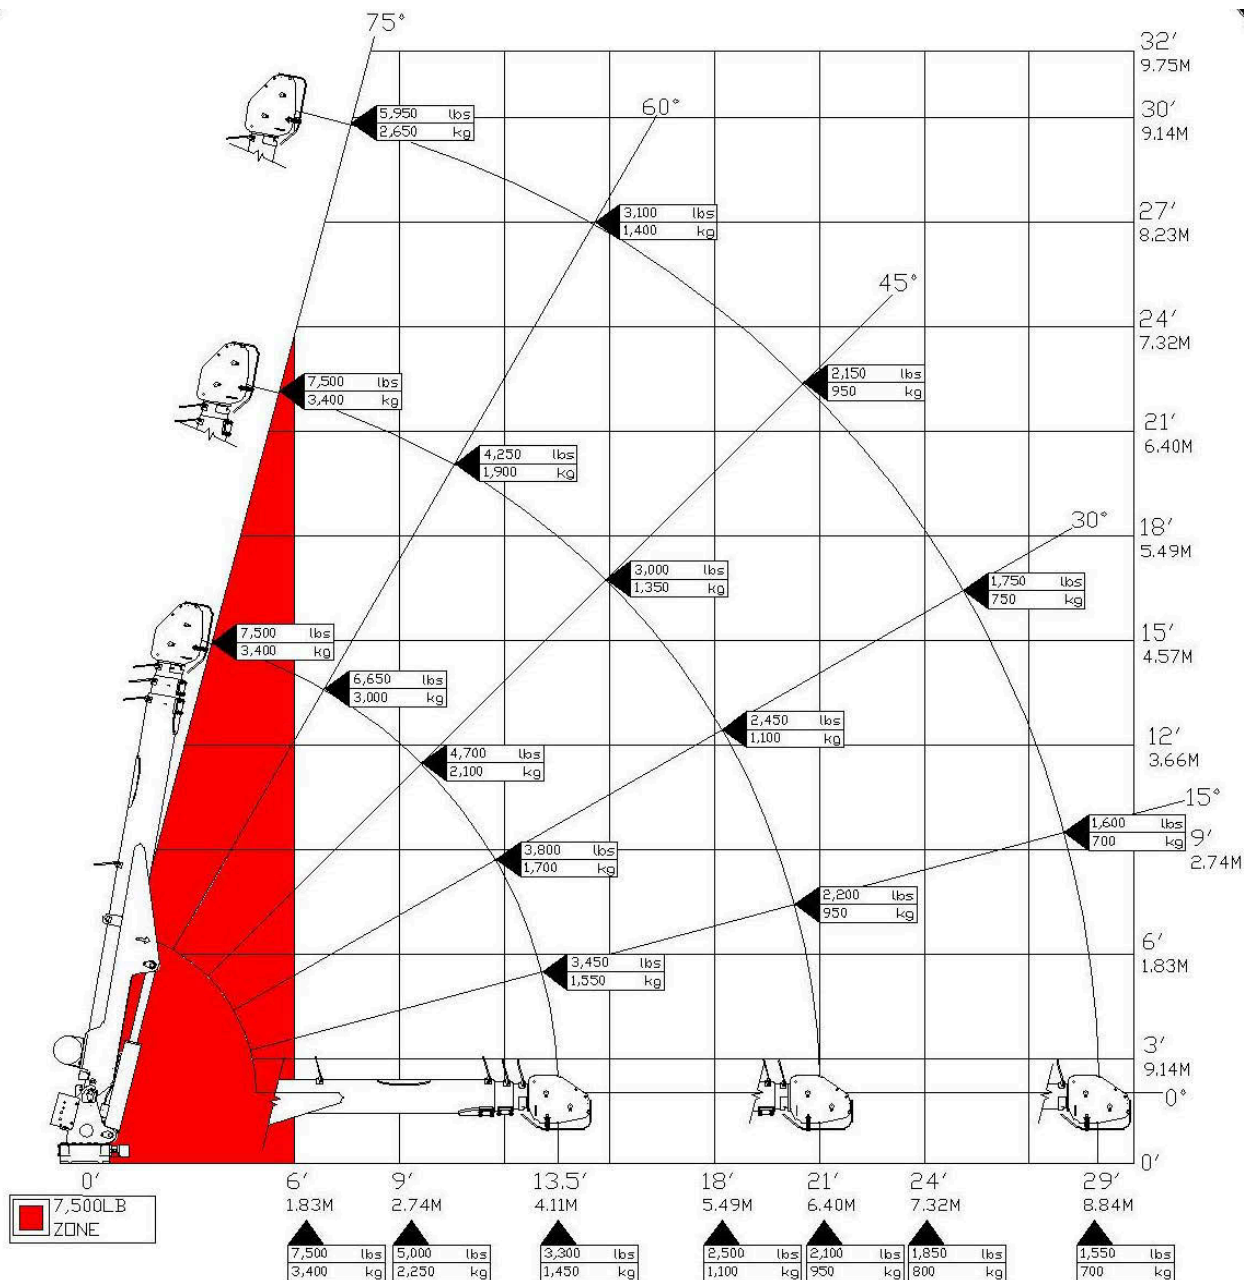 75°
32′
9.75M
5,950 lbs
2,650 kg
60°
30′
9.14M
3,100 lbs
1,400 kg
27′
8.23M
45°
24′
7.32M
7,500 lbs
3,400 kg
2,150 lbs
950 kg
21′
6.40M
4,250 lbs
1,900 kg
30°
18′
5.49M
3,000 lbs
1,350 kg
1,750 lbs
750 kg
7,500 lbs
3,400 kg
15′
4.57M
6,650 lbs
3,000 kg
2,450 lbs
1,100 kg
4,700 lbs
2,100 kg
12′
3.66M
15°
1,600 lbs
700 kg
9′
2.74M
3,800 lbs
1,700 kg
2,200 lbs
950 kg
3,450 lbs
1,550 kg
6′
1.83M
3′
9.14M
0°
0′
0′ 6′ 9′ 13.5′ 18′ 21′ 24′ 29′
1.83M 2.74M 4.11M 5.49M 6.40M 7.32M 8.84M
7,500LB
ZONE
7,500 lbs 5,000 lbs 3,300 lbs 2,500 lbs 2,100 lbs 1,850 lbs 1,550 lbs
3,400 kg 2,250 kg 1,450 kg 1,100 kg 950 kg 800 kg 700 kg